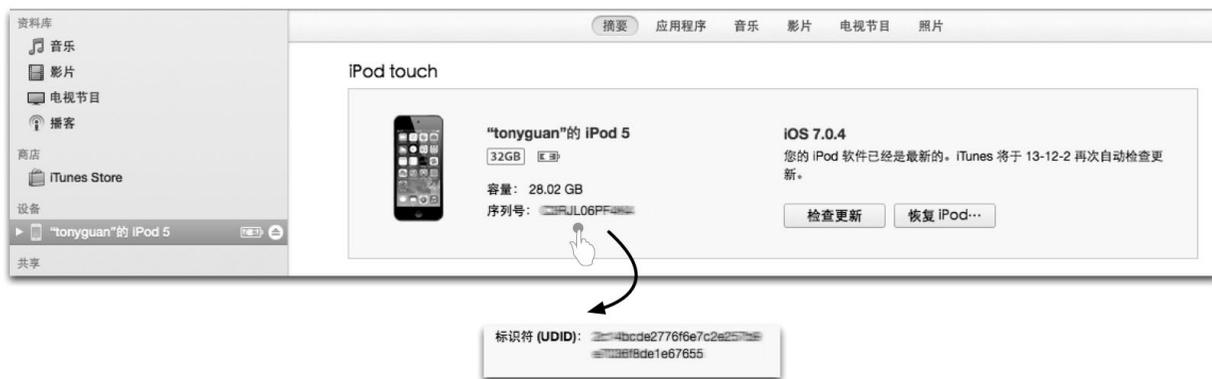 资料库
音乐
影片
电视节目
播客
商店
iTunes Store
设备
“tonyguan”的 iPod 5
共享
摘要 应用程序 音乐 影片 电视节目 照片
iPod touch
“tonyguan”的 iPod 5
32GB
容量： 28.02 GB
序列号：
iOS 7.0.4
您的 iPod 软件已经是最新的。iTunes 将于 13-12-2 再次自动检查更
新。
检查更新 恢复 iPod…
标识符 (UDID)：